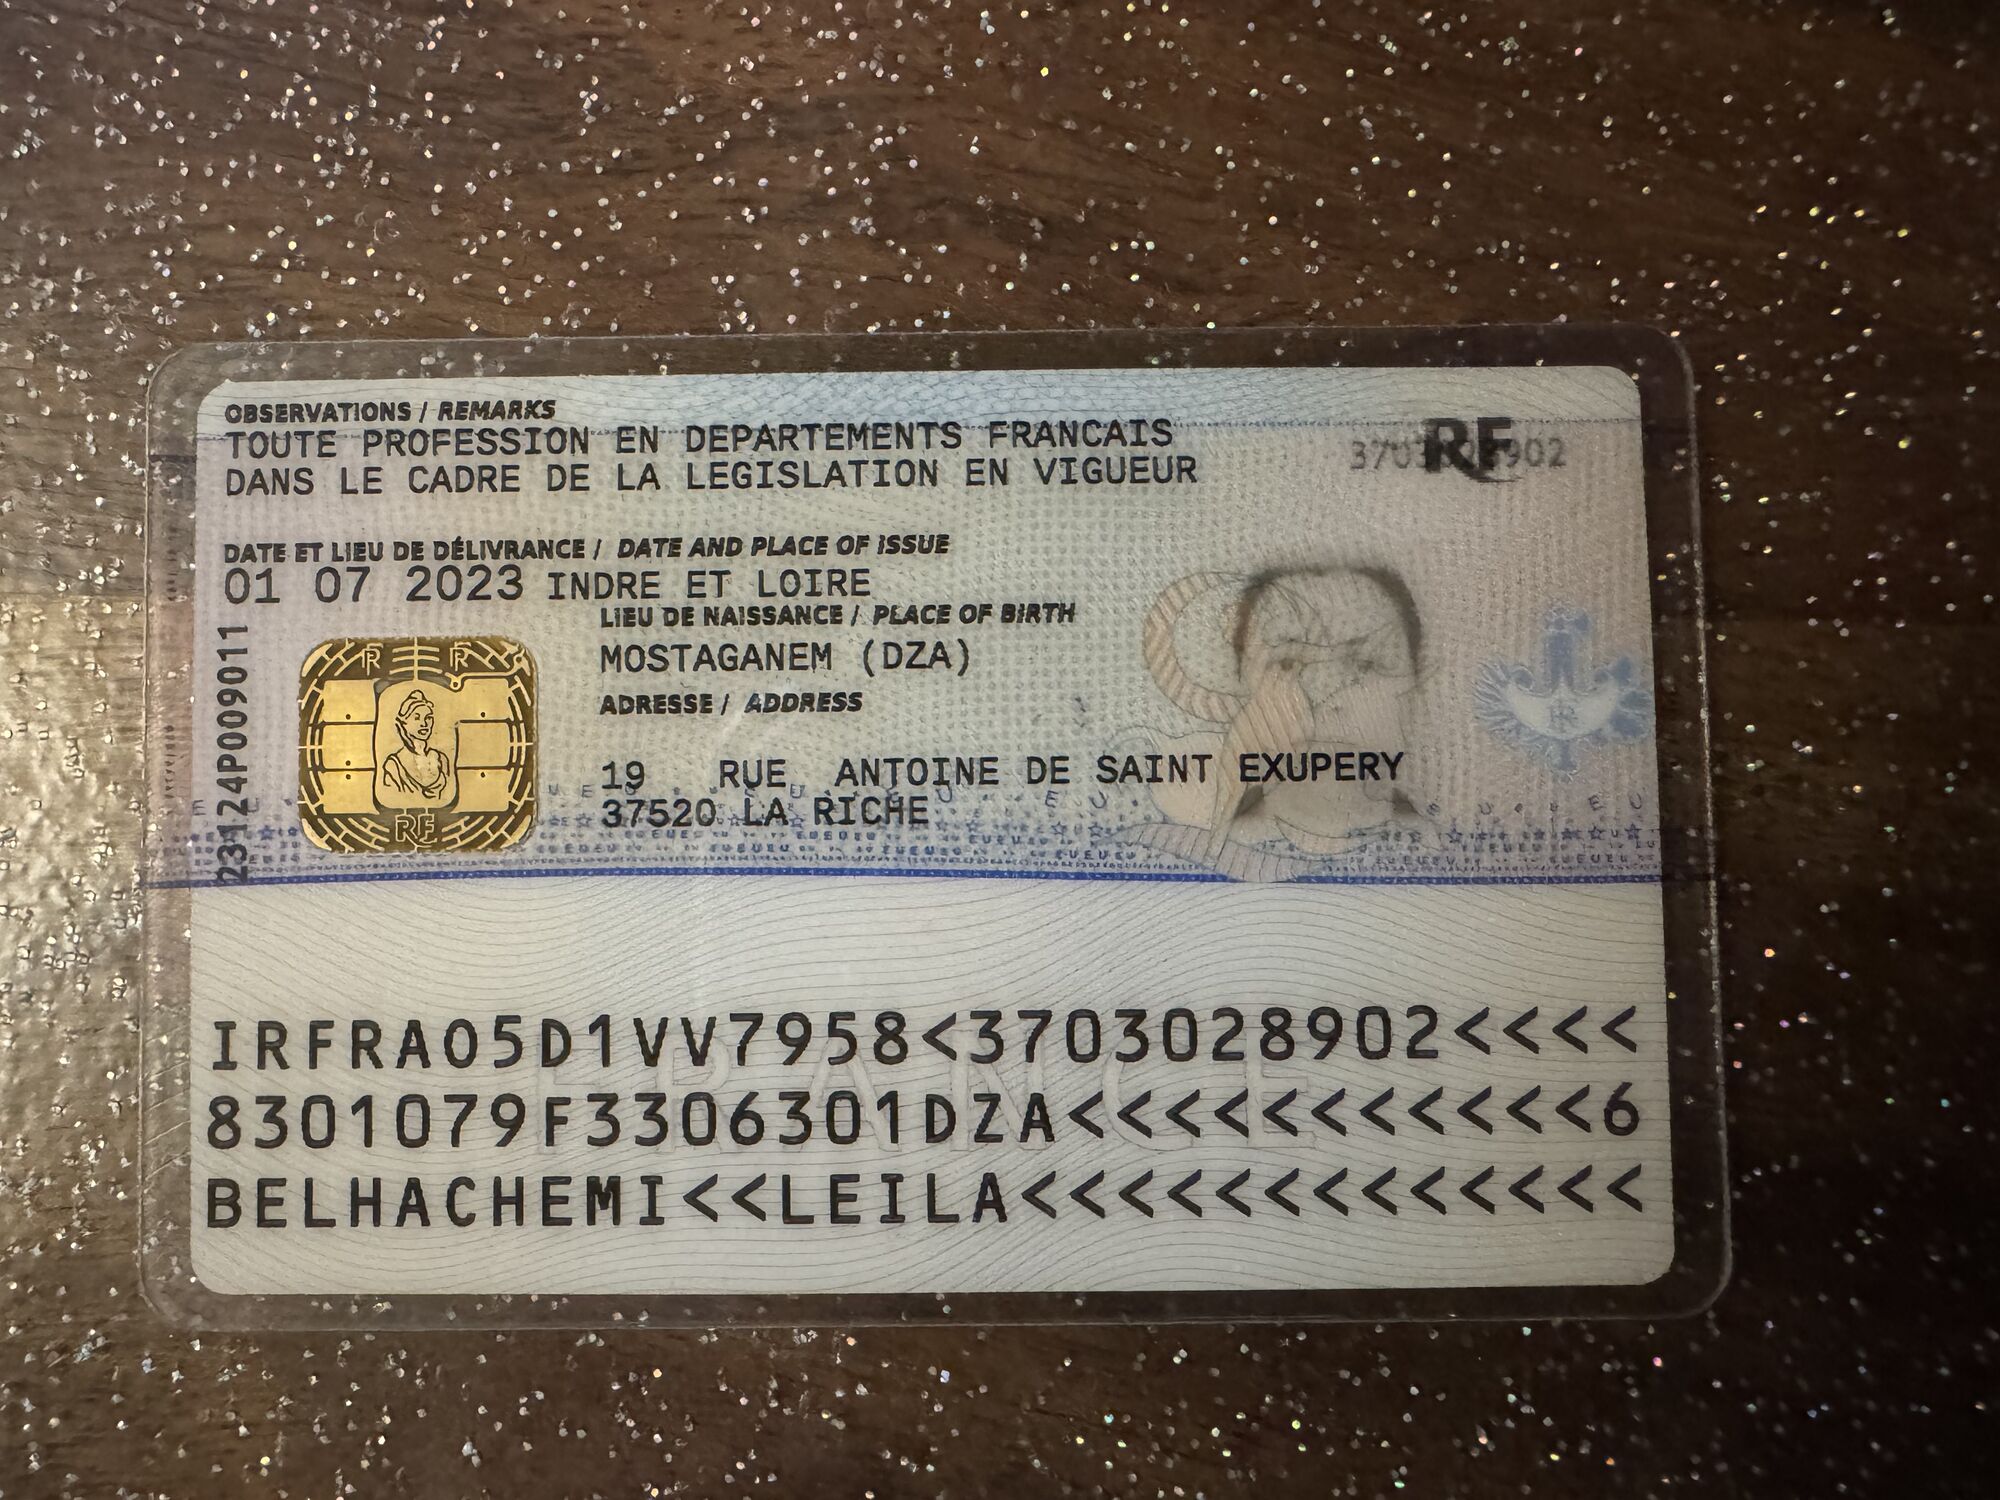 OBSERVATIONS / REMARKS
TOUTE PROFESSION EN DEPARTEMENTS FRANCAIS
DANS LE CADRE DE LA LEGISLATION EN VIGUEUR
RF
DATE ET LIEU DE DÉLIVRANCE / DATE AND PLACE OF ISSUE
01 07 2023 INDRE ET LOIRE
LIEU DE NAISSANCE / PLACE OF BIRTH
MOSTAGANEM (DZA)
ADRESSE / ADDRESS
19 RUE ANTOINE DE SAINT EXUPERY
37520 LA RICHE
23124P009011
RF
FRANCE
IRFRAO5D1VV7958<3703028902<<<<
8301079F3306301DZA<<<<<<<<<<<6
BELHACHEMI<<LEILA<<<<<<<<<<<<<